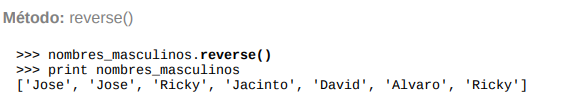 Método: reverse()
>>> nombres_masculinos.reverse()
>>> print nombres_masculinos
['Jose', 'Jose', 'Ricky', 'Jacinto', 'David', 'Alvaro', 'Ricky']